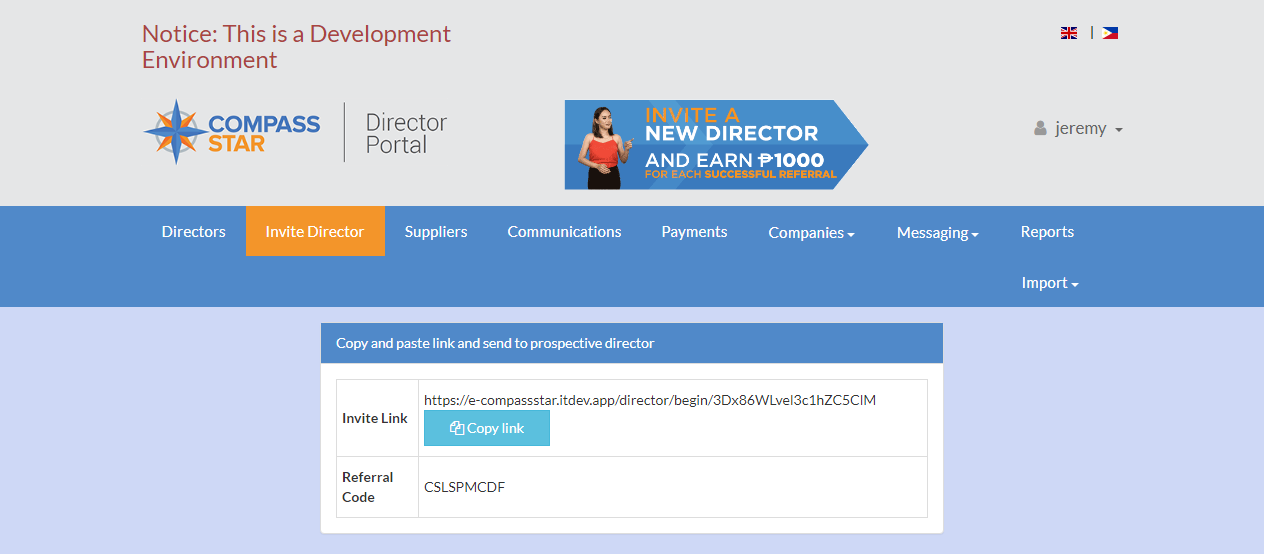 Notice: This is a Development
Environment
COMPASS
STAR
Director
Portal
INVITE A
NEW DIRECTOR
AND EARN ₱1000
FOR EACH SUCCESSFUL REFERRAL
jeremy
Directors
Invite Director
Suppliers
Communications
Payments
Companies
Messaging
Reports
Import
Copy and paste link and send to prospective director
Invite Link
https://e-compassstar.itdev.app/director/begin/3Dx86WLvel3c1hZC5ClM
Copy link
Referral
Code
CSLSPMCDF